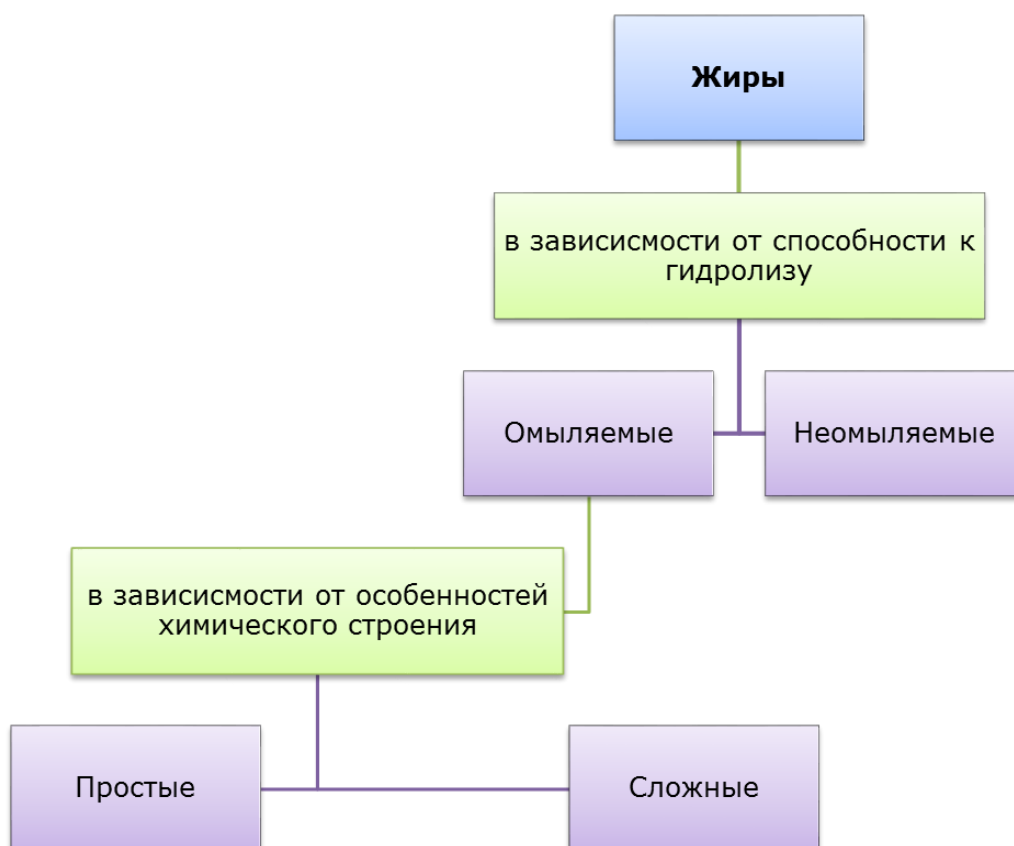 Жиры
в зависисмости от способности к
гидролизу
Омыляемые
Неомыляемые
в зависисмости от особенностей
химического строения
Простые
Сложные